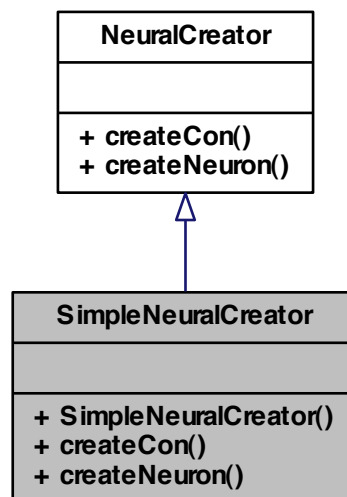 NeuralCreator
+ createCon()
+ createNeuron()
SimpleNeuralCreator
+ SimpleNeuralCreator()
+ createCon()
+ createNeuron()